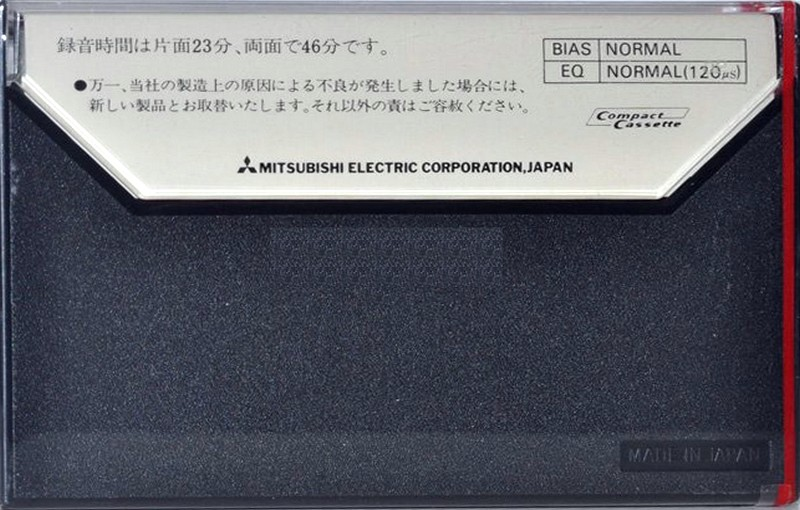 録音時間は片面23分、両面で46分です。
BIAS NORMAL
EQ NORMAL(120μs)
●万一、当社の製造上の原因による不良が発生しました場合には、
新しい製品とお取替いたします。それ以外の責はご容赦ください。
Compact
Cassette
MITSUBISHI ELECTRIC CORPORATION,JAPAN
MADE IN JAPAN